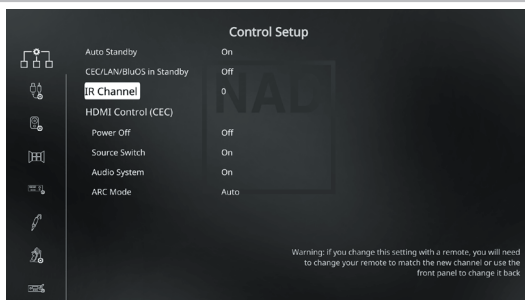 Control Setup
Auto Standby On
CEC/LAN/BluOS in Standby Off
IR Channel 0
HDMI Control (CEC)
Power Off Off
Source Switch On
Audio System On
ARC Mode Auto
NAD
Warning: if you change this setting with a remote, you will need
to change your remote to match the new channel or use the
front panel to change it back